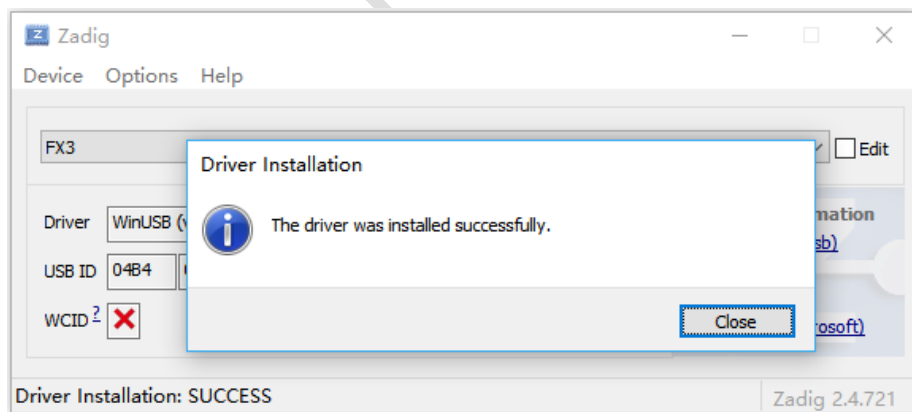 Zadig
Device Options Help
FX3
Edit
Driver Installation
The driver was installed successfully.
Driver WinUSB (v
mation
sb)
USB ID 04B4
WCID ?
Close
rosoft)
Driver Installation: SUCCESS
Zadig 2.4.721